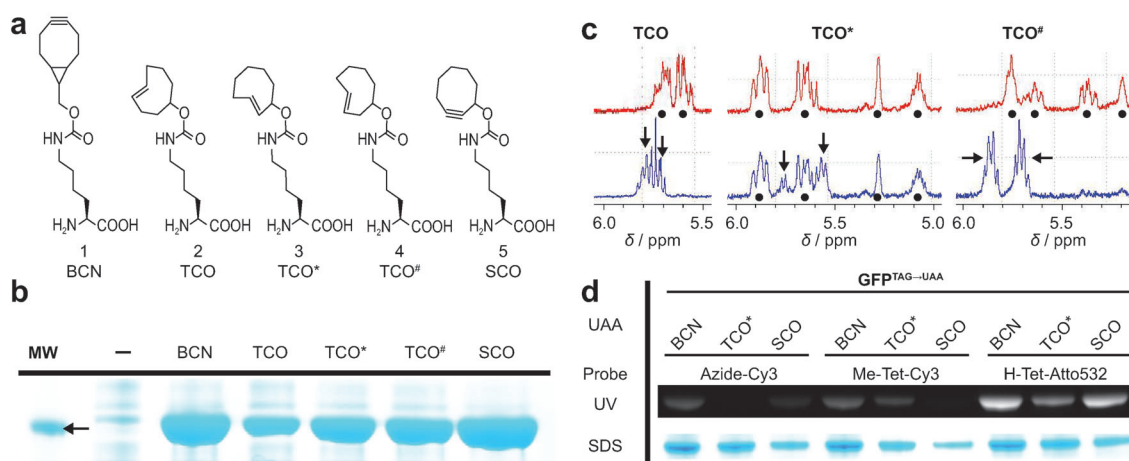 a
O
O
HN
H₂N
COOH
1
BCN
O
O
HN
H₂N
COOH
2
TCO
O
O
HN
H₂N
COOH
3
TCO*
O
O
HN
H₂N
COOH
4
TCO#
O
O
HN
H₂N
COOH
5
SCO
b
MW – BCN TCO TCO* TCO# SCO
c
TCO TCO* TCO#
6.0 5.5 6.0 5.5 5.0 6.0 5.5
δ / ppm δ / ppm δ / ppm
d
GFPTAG→UAA
UAA BCN TCO* SCO BCN TCO* SCO BCN TCO* SCO
Probe Azide-Cy3 Me-Tet-Cy3 H-Tet-Atto532
UV
SDS